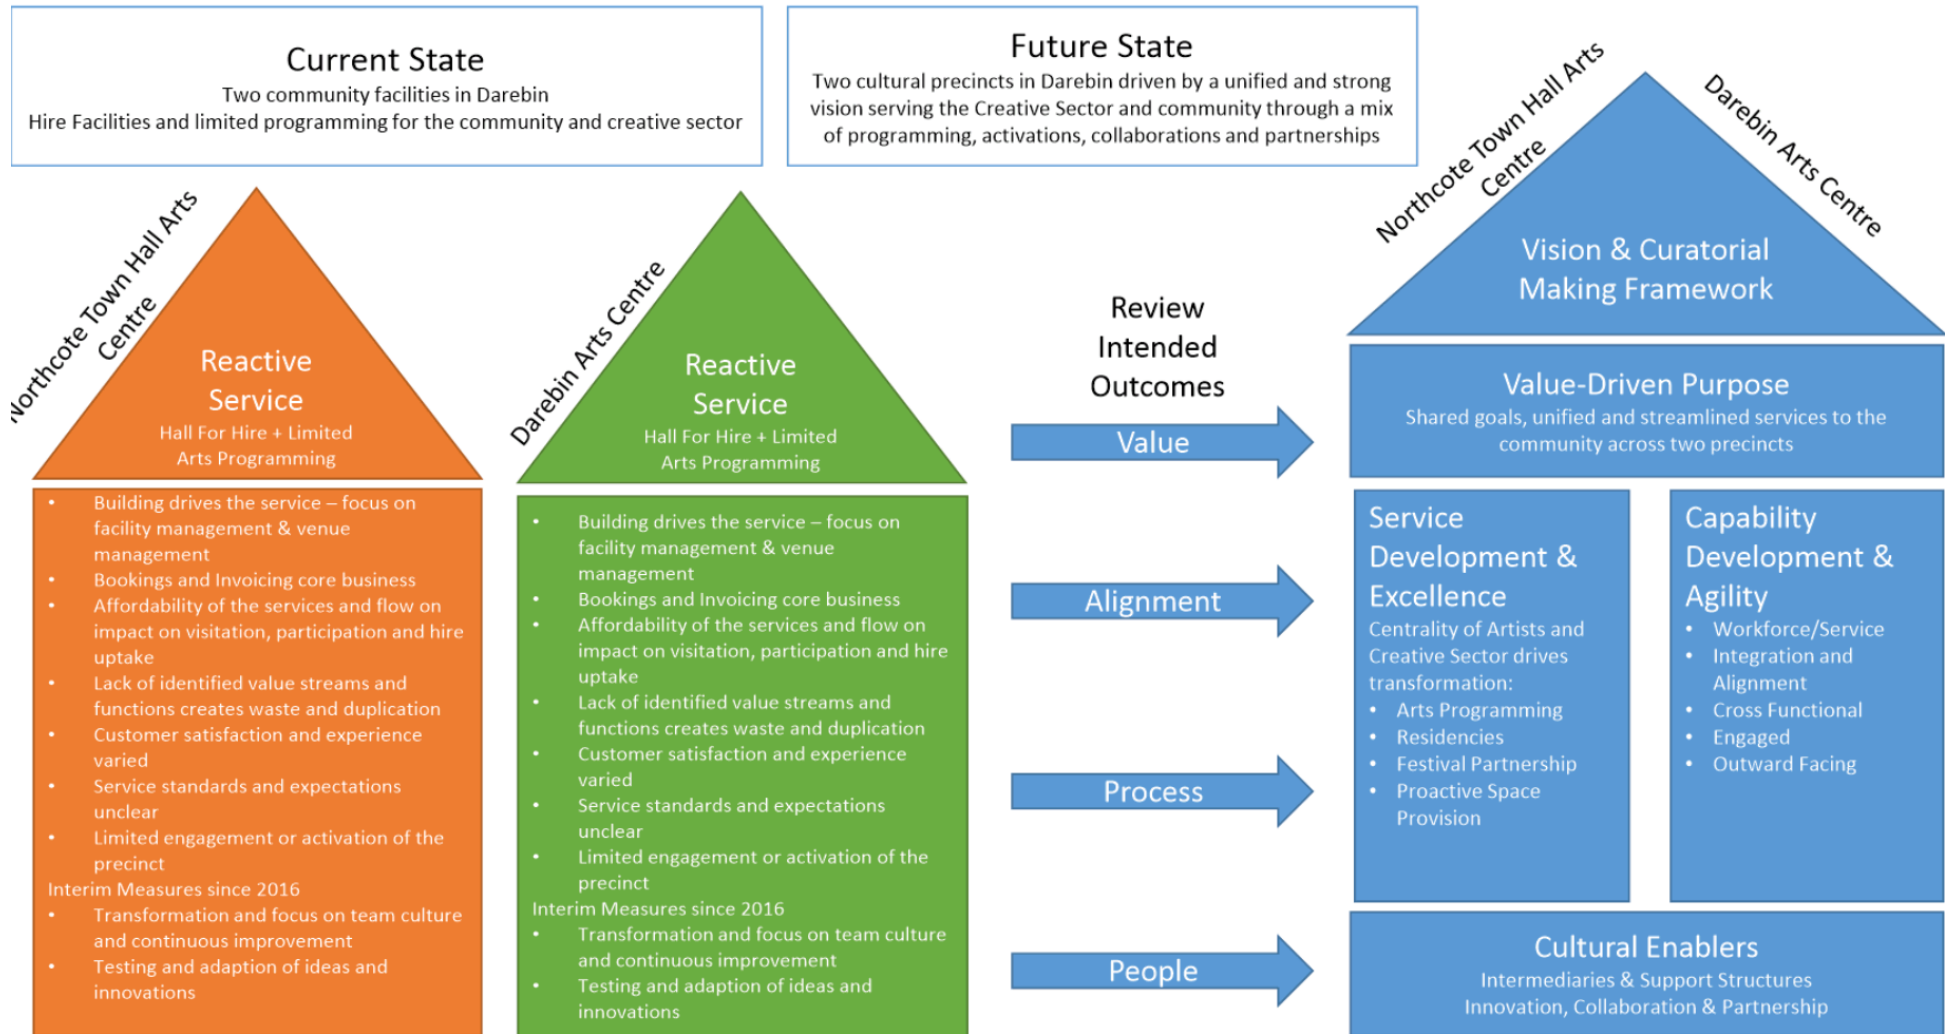 Current State
Two community facilities in Darebin
Hire Facilities and limited programming for the community and creative sector
Future State
Two cultural precincts in Darebin driven by a unified and strong
vision serving the Creative Sector and community through a mix
of programming, activations, collaborations and partnerships
Northcote Town Hall Arts
Centre
Reactive
Service
Hall For Hire + Limited
Arts Programming
• Building drives the service – focus on
facility management & venue
management
• Bookings and Invoicing core business
• Affordability of the services and flow on
impact on visitation, participation and hire
uptake
• Lack of identified value streams and
functions creates waste and duplication
• Customer satisfaction and experience
varied
• Service standards and expectations
unclear
• Limited engagement or activation of the
precinct
Interim Measures since 2016
• Transformation and focus on team culture
and continuous improvement
• Testing and adaption of ideas and
innovations
Darebin Arts Centre
Reactive
Service
Hall For Hire + Limited
Arts Programming
• Building drives the service – focus on
facility management & venue
management
• Bookings and Invoicing core business
• Affordability of the services and flow on
impact on visitation, participation and hire
uptake
• Lack of identified value streams and
functions creates waste and duplication
• Customer satisfaction and experience
varied
• Service standards and expectations
unclear
• Limited engagement or activation of the
precinct
Interim Measures since 2016
• Transformation and focus on team culture
and continuous improvement
• Testing and adaption of ideas and
innovations
Review
Intended
Outcomes
Value
Alignment
Process
People
Northcote Town Hall Arts
Centre
Darebin Arts Centre
Vision & Curatorial
Making Framework
Value-Driven Purpose
Shared goals, unified and streamlined services to the
community across two precincts
Service
Development &
Excellence
Centrality of Artists and
Creative Sector drives
transformation:
• Arts Programming
• Residencies
• Festival Partnership
• Proactive Space
Provision
Capability
Development &
Agility
• Workforce/Service
• Integration and
Alignment
• Cross Functional
• Engaged
• Outward Facing
Cultural Enablers
Intermediaries & Support Structures
Innovation, Collaboration & Partnership